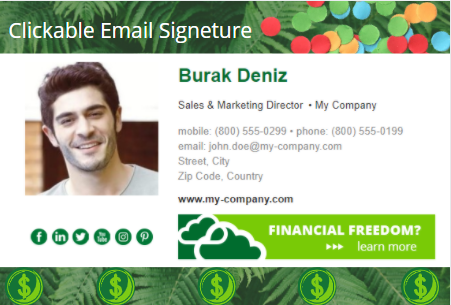 Clickable Email Signeture
Burak Deniz
Sales & Marketing Director • My Company
mobile: (800) 555-0299 • phone: (800) 555-0199
email: john.doe@my-company.com
Street, City
Zip Code, Country
www.my-company.com
FINANCIAL FREEDOM?
▸▸▸ learn more
$ $ $ $ $